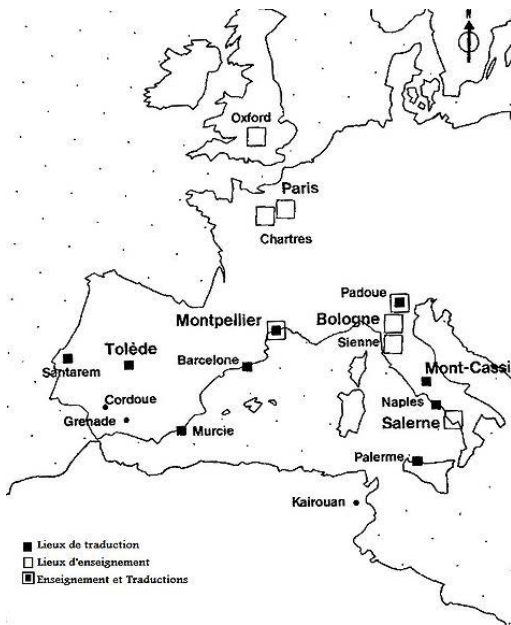 N
Oxford
Paris
Chartres
Padoue
Montpellier
Bologne
Sienne
Tolède
Barcelone
Santarem
Mont-Cassi
Cordoue
Naples
Grenade
Murcie
Salerne
Palerme
Kairouan
Lieux de traduction
Lieux d'enseignement
Enseignement et Traductions